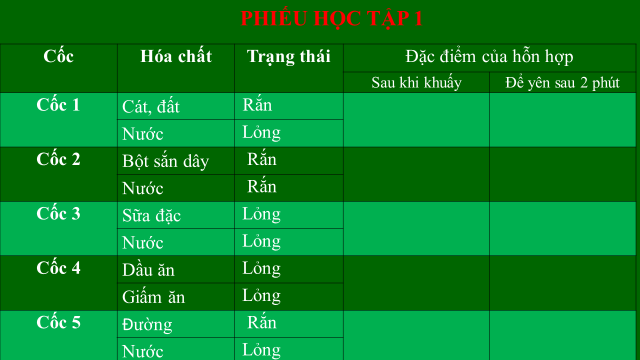 PHIẾU HỌC TẬP 1
Cốc Hóa chất Trạng thái Đặc điểm của hỗn hợp
Sau khi khuấy Để yên sau 2 phút
Cốc 1 Cát, đất Rắn
Nước Lỏng
Cốc 2 Bột sắn dây Rắn
Nước Rắn
Cốc 3 Sữa đặc Lỏng
Nước Lỏng
Cốc 4 Dầu ăn Lỏng
Giấm ăn Lỏng
Cốc 5 Đường Rắn
Nước Lỏng